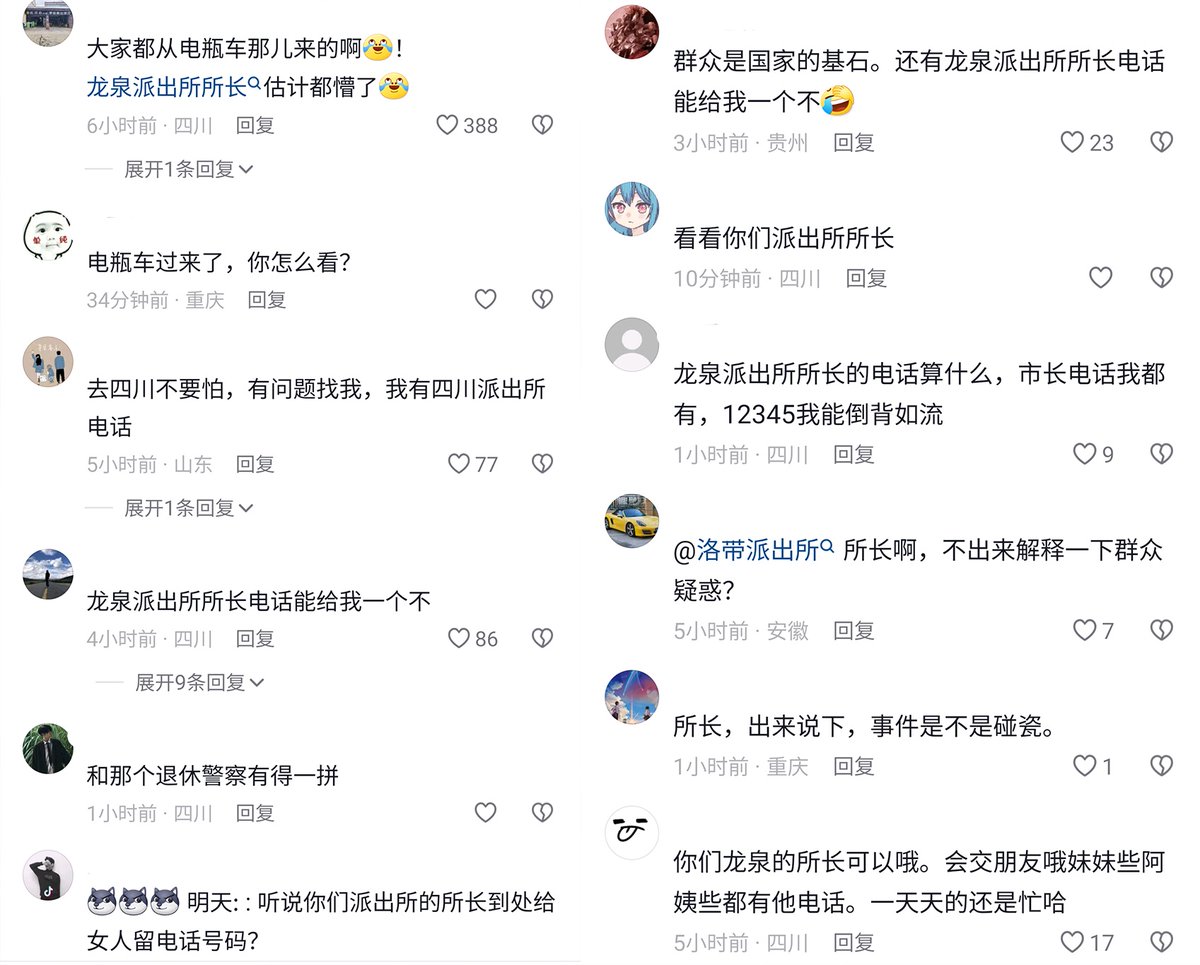 大家都从电瓶车那儿来的啊😂！
龙泉派出所所长估计都懵了😂
6小时前 · 四川 回复 388
展开1条回复
单 纯
电瓶车过来了，你怎么看？
34分钟前 · 重庆 回复
去四川不要怕，有问题找我，我有四川派出所
电话
5小时前 · 山东 回复 77
展开1条回复
龙泉派出所所长电话能给我一个不
4小时前 · 四川 回复 86
展开9条回复
和那个退休警察有得一拼
1小时前 · 四川 回复
明天: : 听说你们派出所的所长到处给
女人留电话号码？
群众是国家的基石。还有龙泉派出所所长电话
能给我一个不🤣
3小时前 · 贵州 回复 23
看看你们派出所所长
10分钟前 · 四川 回复
龙泉派出所所长的电话算什么，市长电话我都
有，12345我能倒背如流
1小时前 · 四川 回复 9
@洛带派出所 所长啊，不出来解释一下群众
疑惑？
5小时前 · 安徽 回复 7
所长，出来说下，事件是不是碰瓷。
1小时前 · 重庆 回复 1
你们龙泉的所长可以哦。会交朋友哦妹妹些阿
姨些都有他电话。一天天的还是忙哈
5小时前 · 四川 回复 17